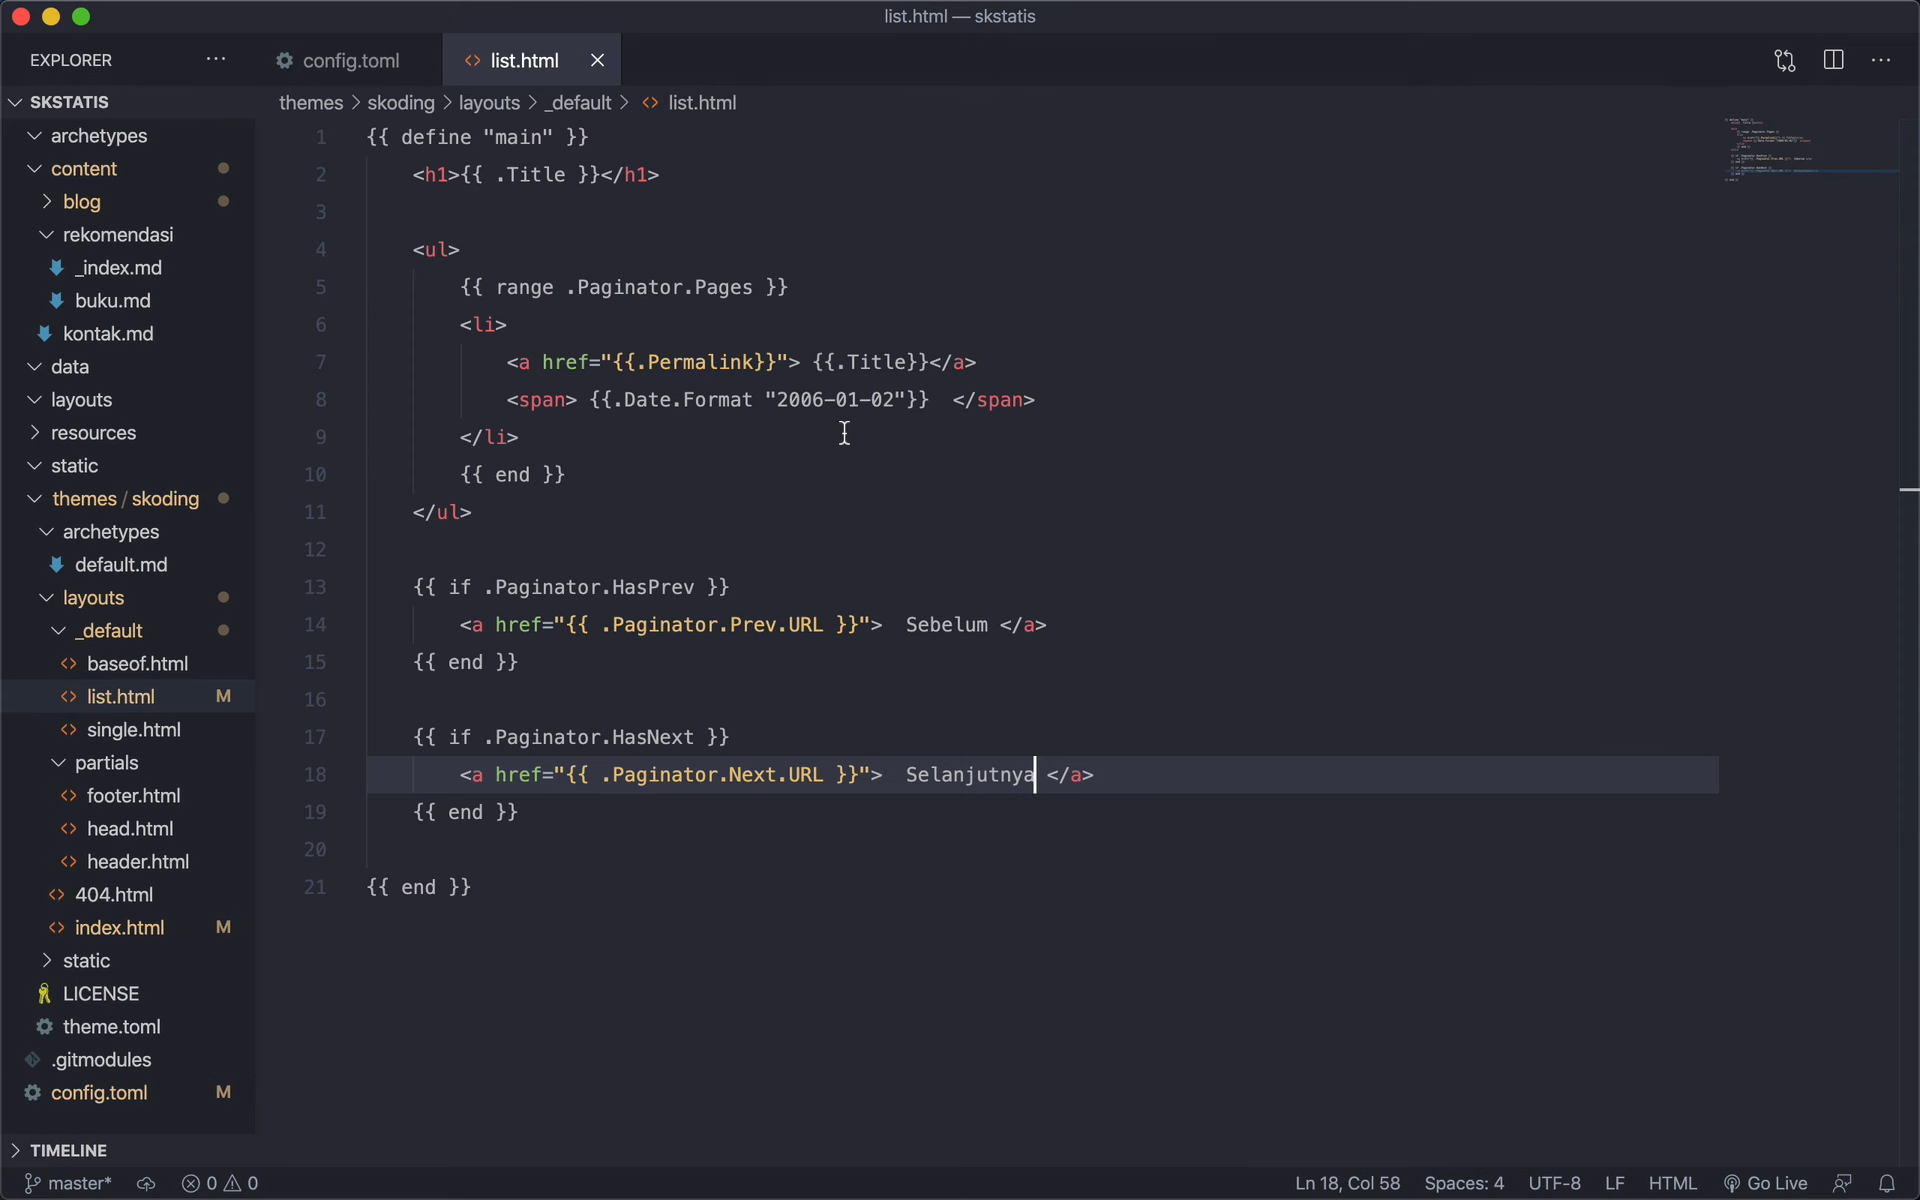 list.html — skstatis
EXPLORER
config.toml
list.html
SKSTATIS
themes > skoding > layouts > _default > list.html
archetypes
content
blog
rekomendasi
_index.md
buku.md
kontak.md
data
layouts
resources
static
themes / skoding
archetypes
default.md
layouts
_default
baseof.html
list.html M
single.html
partials
footer.html
head.html
header.html
404.html
index.html M
static
LICENSE
theme.toml
.gitmodules
config.toml M
TIMELINE
1 {{ define "main" }}
2 <h1>{{ .Title }}</h1>
3
4 <ul>
5 {{ range .Paginator.Pages }}
6 <li>
7 <a href="{{.Permalink}}"> {{.Title}}</a>
8 <span> {{.Date.Format "2006-01-02"}}  </span>
9 </li>
10 {{ end }}
11 </ul>
12
13 {{ if .Paginator.HasPrev }}
14 <a href="{{ .Paginator.Prev.URL }}">  Sebelum </a>
15 {{ end }}
16
17 {{ if .Paginator.HasNext }}
18 <a href="{{ .Paginator.Next.URL }}">  Selanjutnya </a>
19 {{ end }}
20
21 {{ end }}
master* 0 0 Ln 18, Col 58 Spaces: 4 UTF-8 LF HTML Go Live